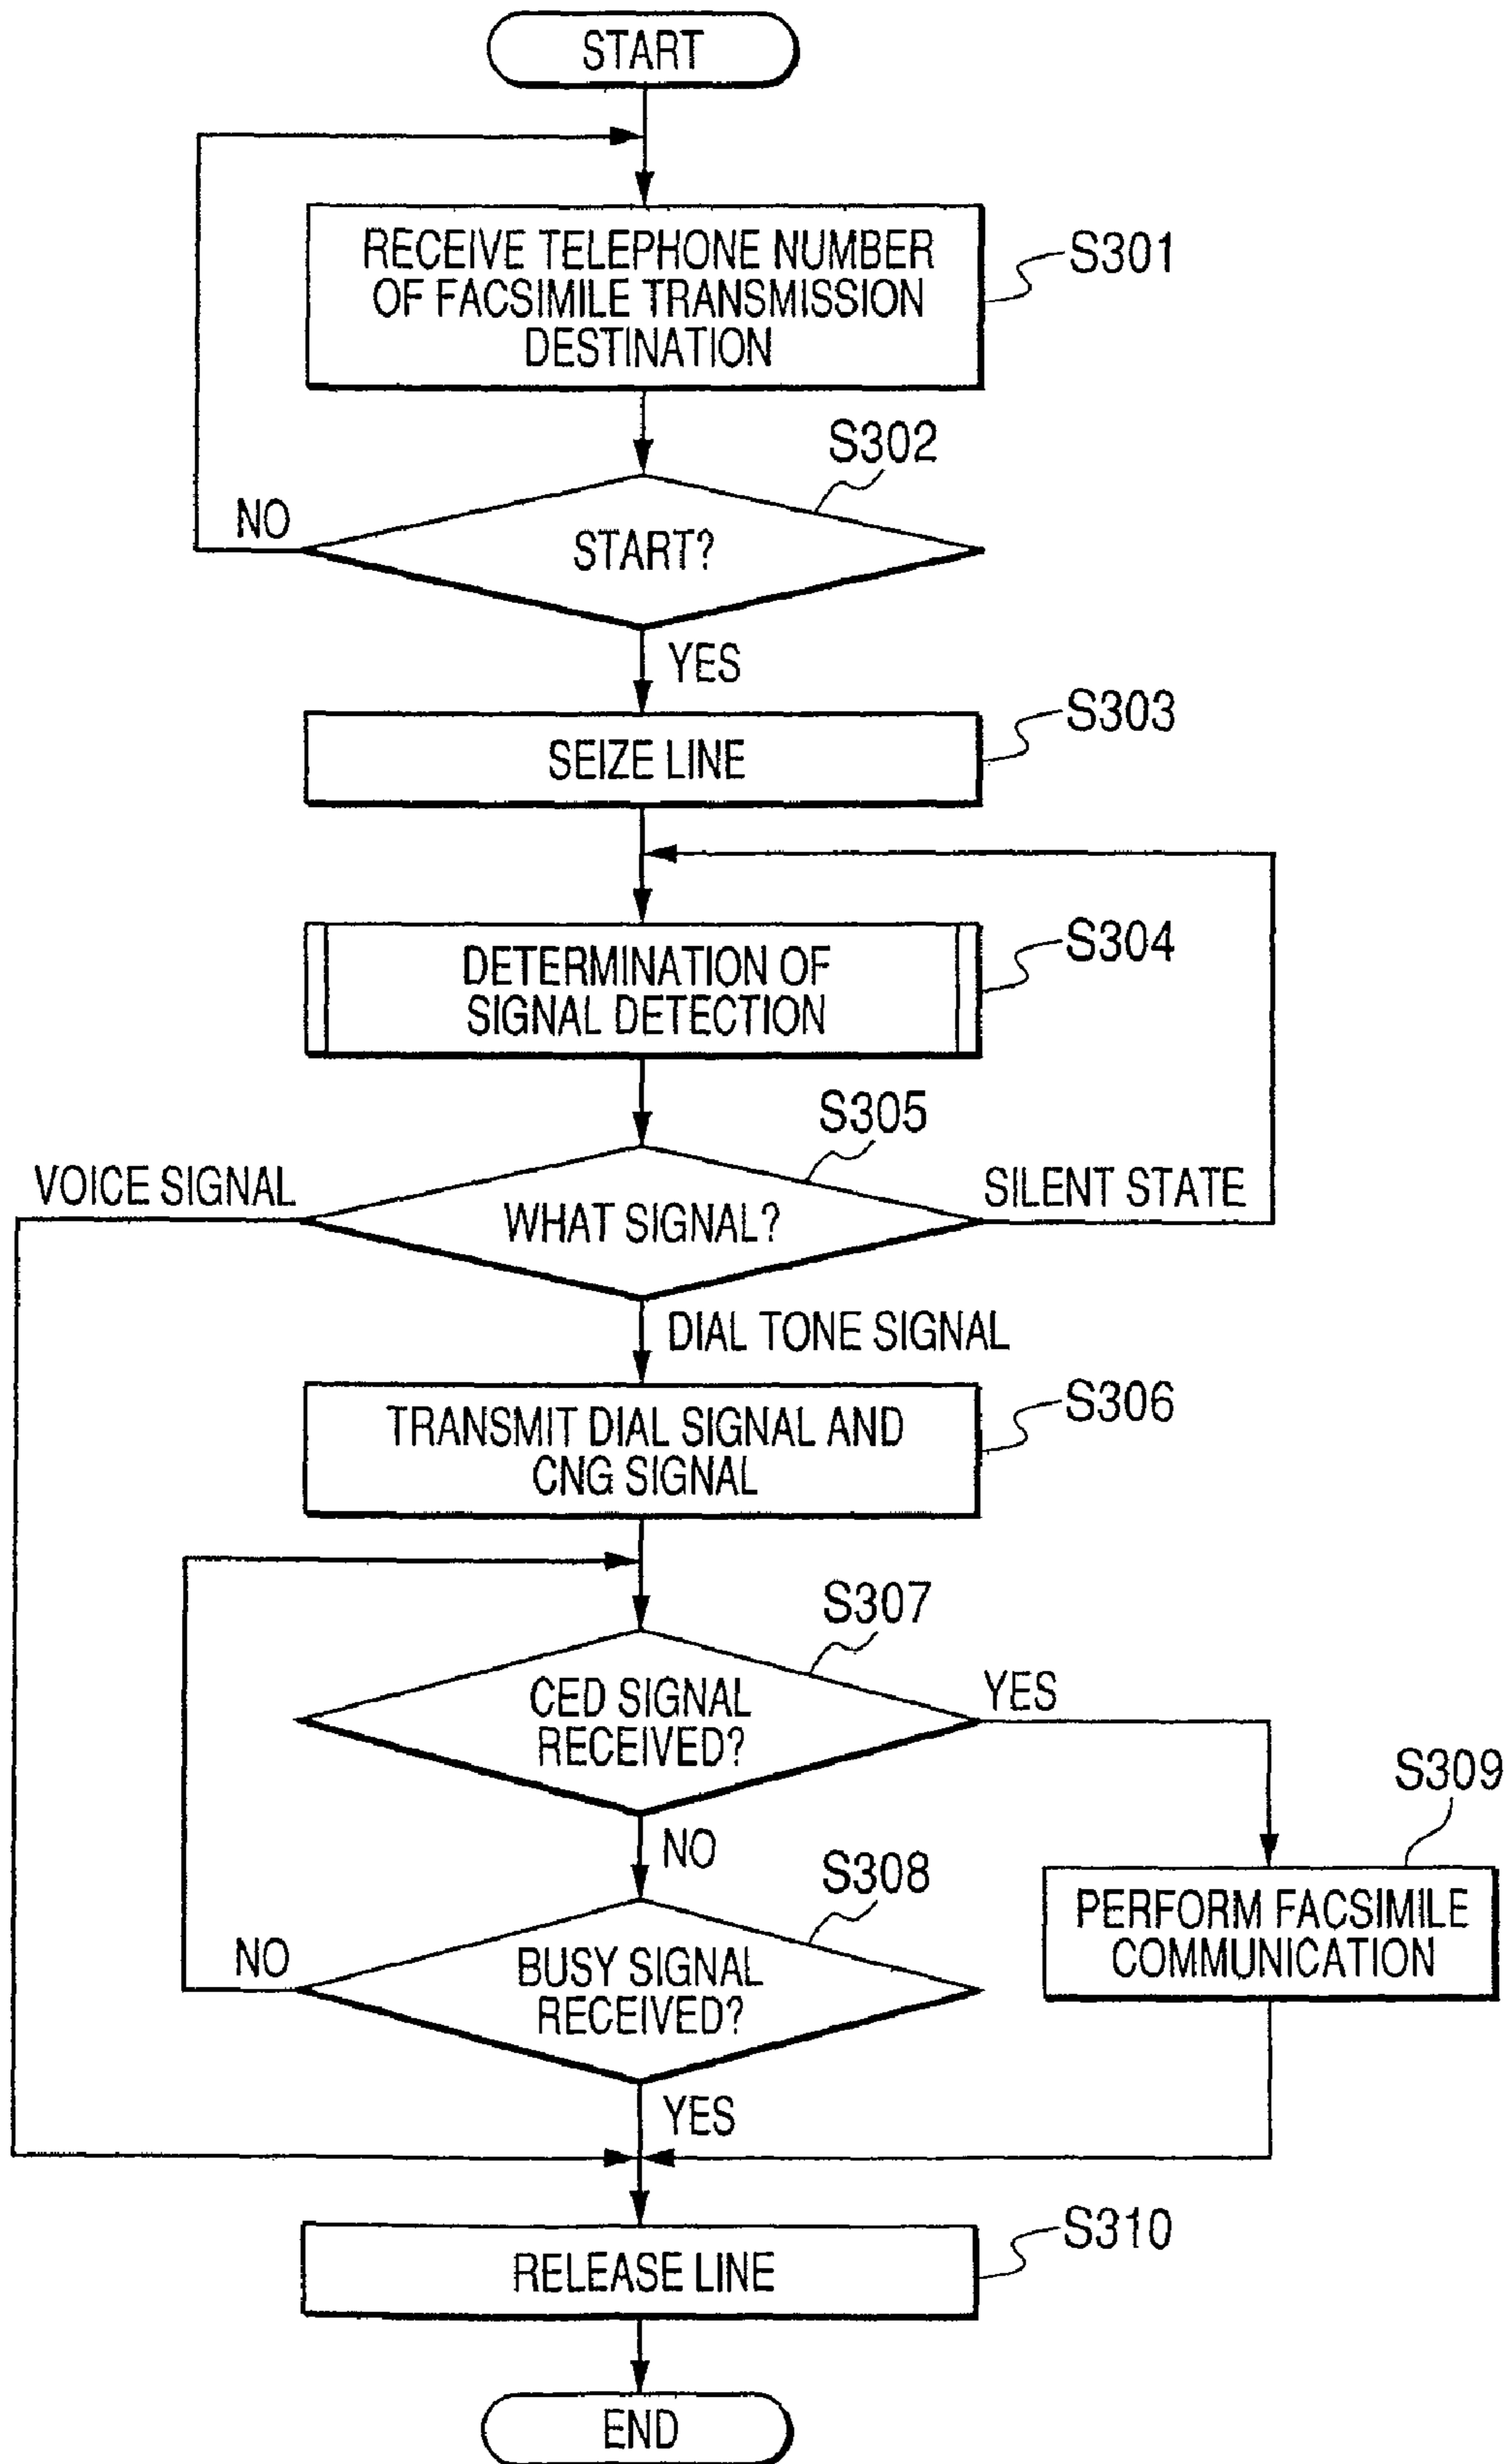 START
RECEIVE TELEPHONE NUMBER
OF FACSIMILE TRANSMISSION
DESTINATION
S301
S302
NO
START?
YES
S303
SEIZE LINE
S304
DETERMINATION OF
SIGNAL DETECTION
S305
VOICE SIGNAL
WHAT SIGNAL?
SILENT STATE
DIAL TONE SIGNAL
S306
TRANSMIT DIAL SIGNAL AND
CNG SIGNAL
S307
CED SIGNAL
RECEIVED?
YES
S309
NO
S308
PERFORM FACSIMILE
COMMUNICATION
NO
BUSY SIGNAL
RECEIVED?
YES
S310
RELEASE LINE
END